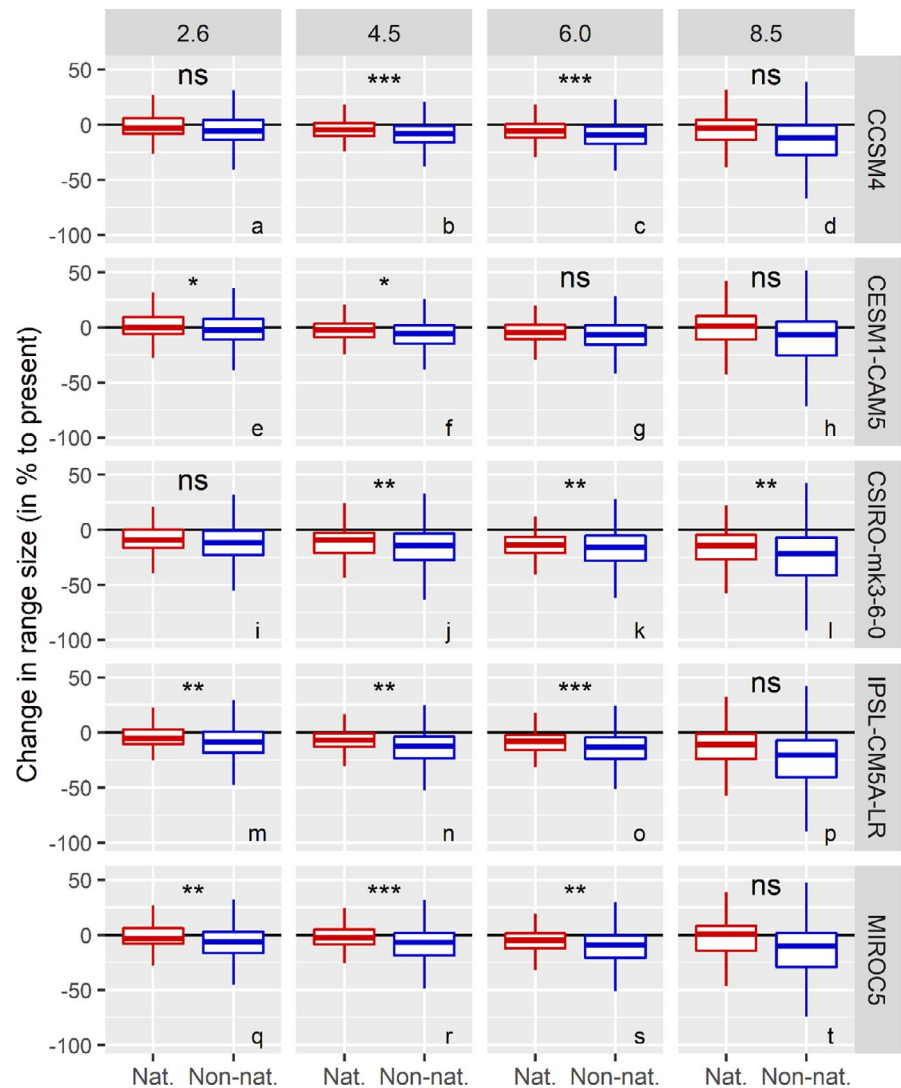 2.6 4.5 6.0 8.5
Change in range size (in % to present)
50 ns *** *** ns
0
-50
-100 a b c d
CCSM4
50 * * ns ns
0
-50
-100 e f g h
CESM1-CAM5
50 ns ** ** **
0
-50
-100 i j k l
CSIRO-mk3-6-0
50 ** ** *** ns
0
-50
-100 m n o p
IPSL-CM5A-LR
50 ** *** ** ns
0
-50
-100 q r s t
MIROC5
Nat. Non-nat. Nat. Non-nat. Nat. Non-nat. Nat. Non-nat.